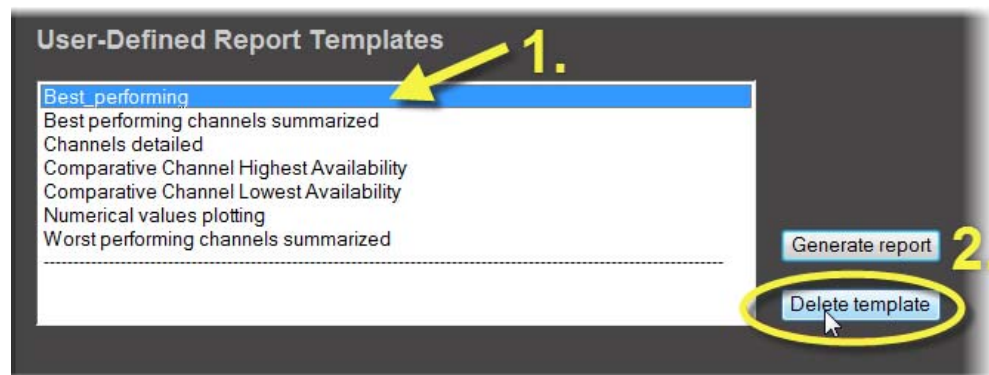 User-Defined Report Templates
1.
Best_performing
Best performing channels summarized
Channels detailed
Comparative Channel Highest Availability
Comparative Channel Lowest Availability
Numerical values plotting
Worst performing channels summarized
--------------------------------------------------------------------------------
Generate report
2.
Delete template